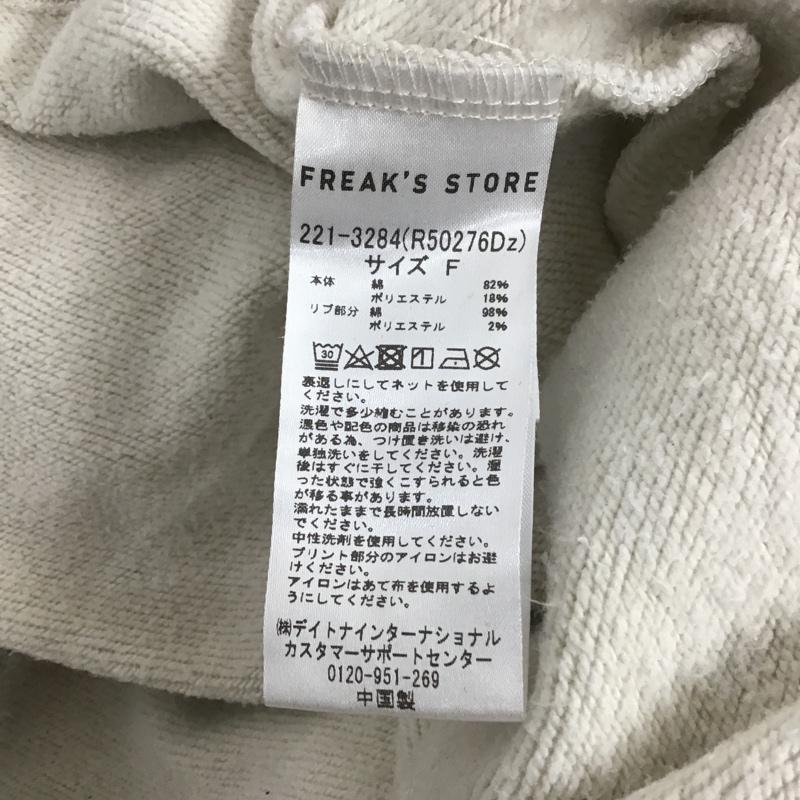 FREAK'S STORE
221-3284(R50276Dz)
サイズ F
本体 綿 82%
ポリエステル 18%
リブ部分 綿 98%
ポリエステル 2%
30
裏返しにしてネットを使用して
ください。
洗濯で多少縮むことがあります。
濃色や配色の商品は移染の恐れ
がある為、つけ置き洗いは避け、
単独洗いをしてください。洗濯
後はすぐに干してください。湿
った状態で強くこすられると色
が移る事があります。
濡れたままで長時間放置しない
でください。
中性洗剤を使用してください。
プリント部分のアイロンはお避
けください。
アイロンはあて布を使用するよ
うにしてください。
㈱デイトナインターナショナル
カスタマーサポートセンター
0120-951-269
中国製